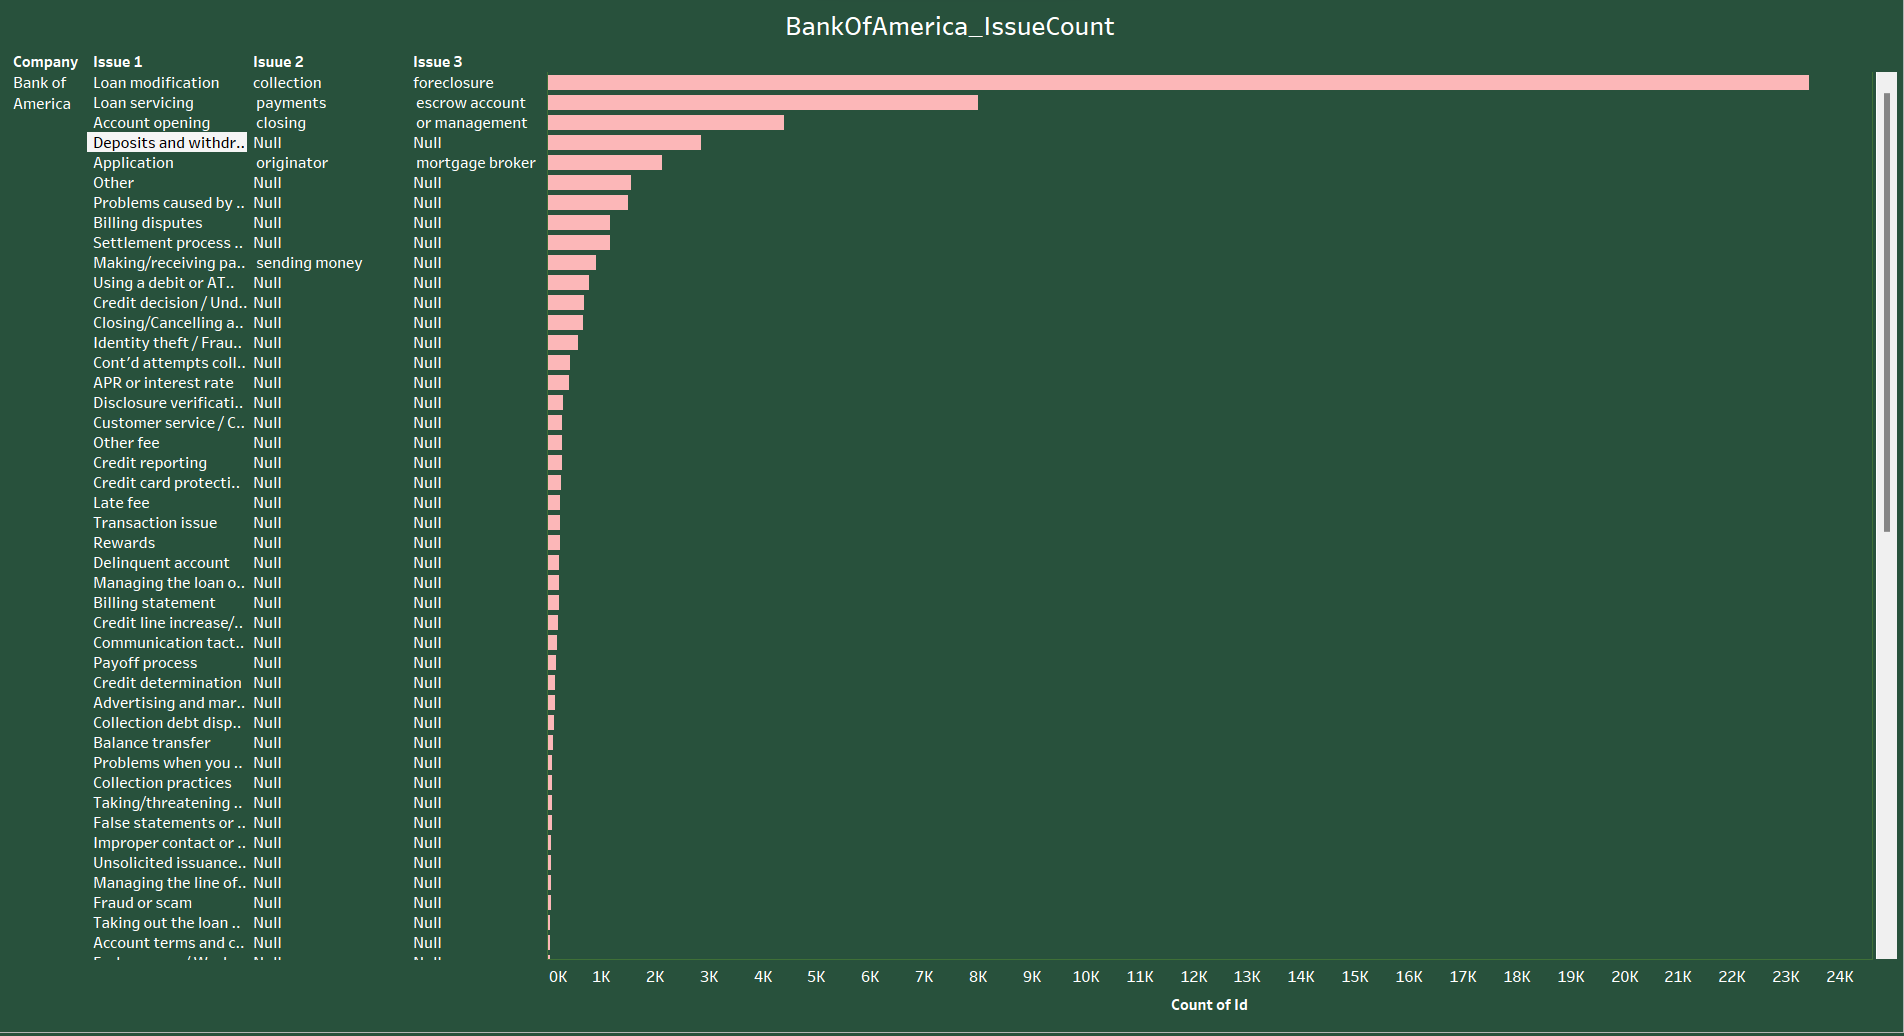 BankOfAmerica_IssueCount
Company Issue 1 Isuue 2 Issue 3
Bank of America Loan modification collection foreclosure
Loan servicing payments escrow account
Account opening closing or management
Deposits and withdr.. Null Null
Application originator mortgage broker
Other Null Null
Problems caused by .. Null Null
Billing disputes Null Null
Settlement process .. Null Null
Making/receiving pa.. sending money Null
Using a debit or AT.. Null Null
Credit decision / Und.. Null Null
Closing/Cancelling a.. Null Null
Identity theft / Frau.. Null Null
Cont'd attempts coll.. Null Null
APR or interest rate Null Null
Disclosure verificati.. Null Null
Customer service / C.. Null Null
Other fee Null Null
Credit reporting Null Null
Credit card protecti.. Null Null
Late fee Null Null
Transaction issue Null Null
Rewards Null Null
Delinquent account Null Null
Managing the loan o.. Null Null
Billing statement Null Null
Credit line increase/.. Null Null
Communication tact.. Null Null
Payoff process Null Null
Credit determination Null Null
Advertising and mar.. Null Null
Collection debt disp.. Null Null
Balance transfer Null Null
Problems when you .. Null Null
Collection practices Null Null
Taking/threatening .. Null Null
False statements or .. Null Null
Improper contact or .. Null Null
Unsolicited issuance.. Null Null
Managing the line of.. Null Null
Fraud or scam Null Null
Taking out the loan .. Null Null
Account terms and c.. Null Null
0K 1K 2K 3K 4K 5K 6K 7K 8K 9K 10K 11K 12K 13K 14K 15K 16K 17K 18K 19K 20K 21K 22K 23K 24K
Count of Id